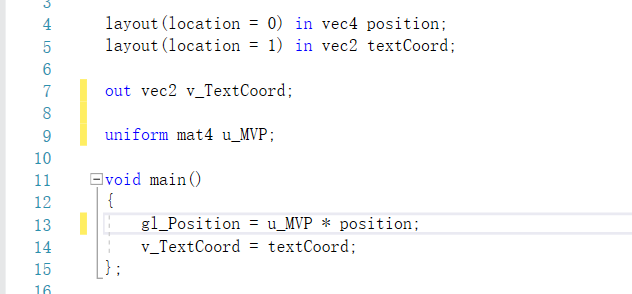 3
4 layout(location = 0) in vec4 position;
5 layout(location = 1) in vec2 textCoord;
6
7 out vec2 v_TextCoord;
8
9 uniform mat4 u_MVP;
10
11 void main()
12 {
13 gl_Position = u_MVP * position;
14 v_TextCoord = textCoord;
15 };
16